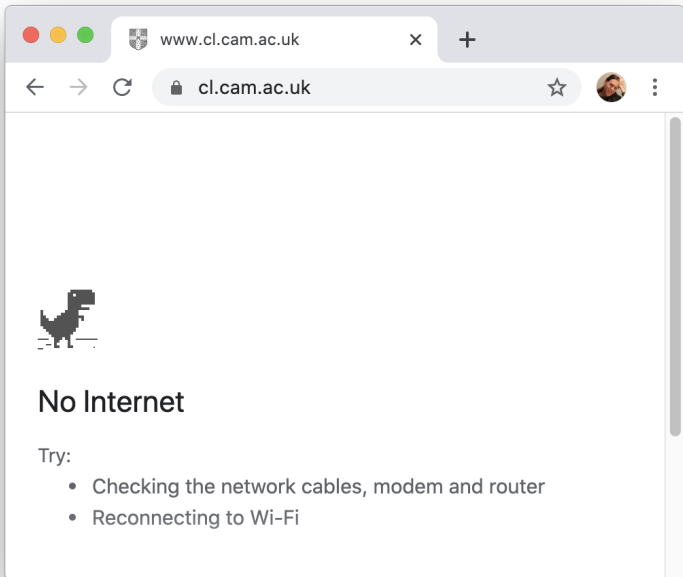 www.cl.cam.ac.uk
cl.cam.ac.uk
No Internet
Try:
• Checking the network cables, modem and router
• Reconnecting to Wi-Fi